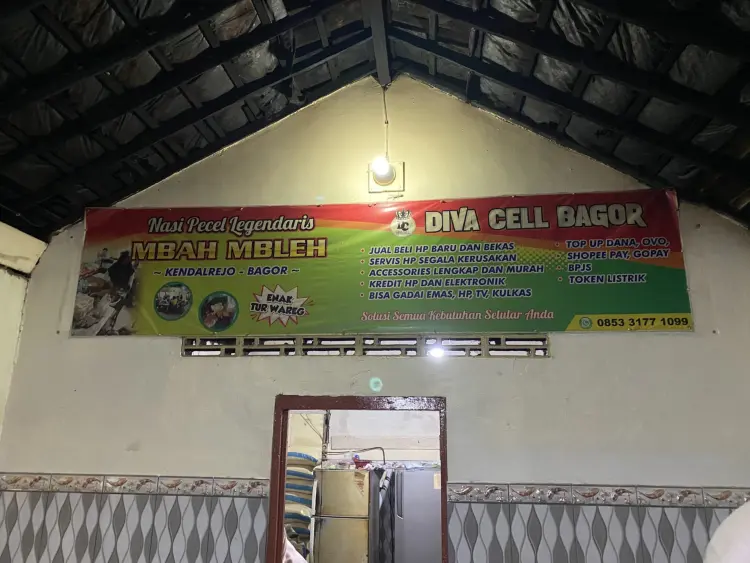 Nasi Pecel Legendaris
MBAH MBLEH
~ KENDALREJO - BAGOR ~
ENAK
TUR WAREG
DIVA CELL BAGOR
• JUAL BELI HP BARU DAN BEKAS
• SERVIS HP SEGALA KERUSAKAN
• ACCESSORIES LENGKAP DAN MURAH
• KREDIT HP DAN ELEKTRONIK
• BISA GADAI EMAS, HP, TV, KULKAS
• TOP UP DANA, OVO,
SHOPEE PAY, GOPAY
• BPJS
• TOKEN LISTRIK
Solusi Semua Kebutuhan Selular Anda
0853 3177 1099